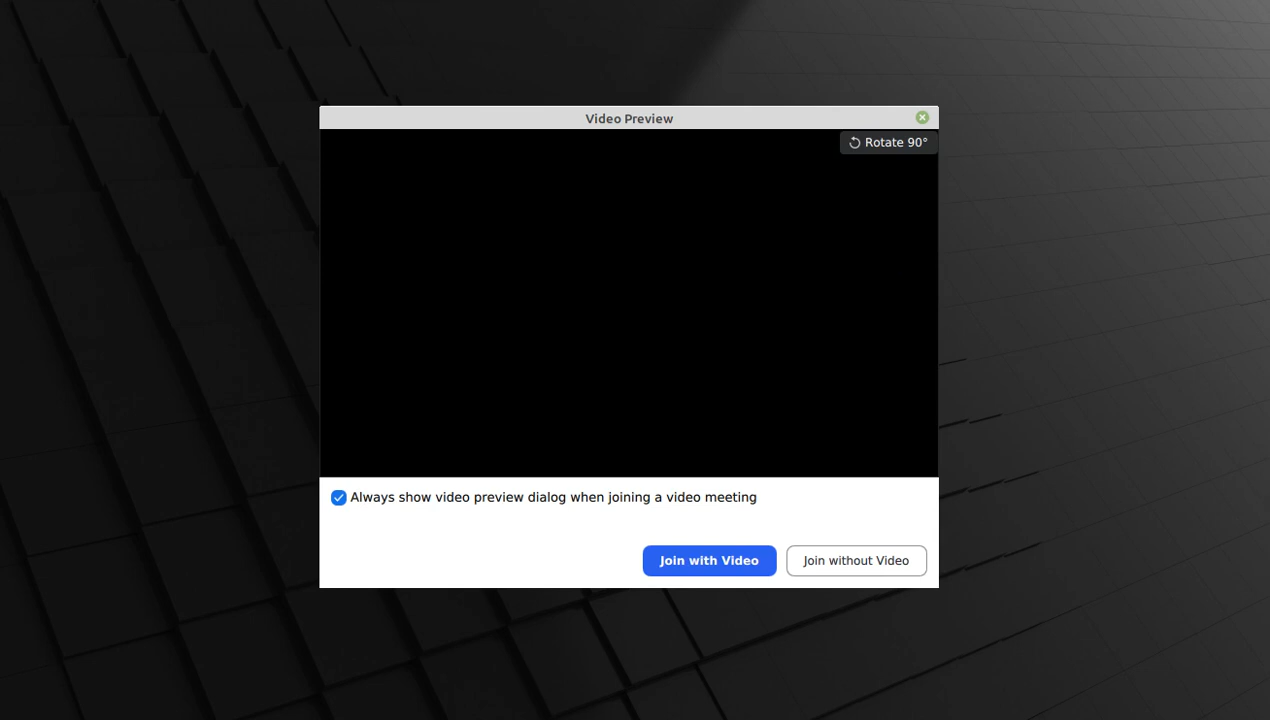 Video Preview
Rotate 90°
Always show video preview dialog when joining a video meeting
Join with Video
Join without Video